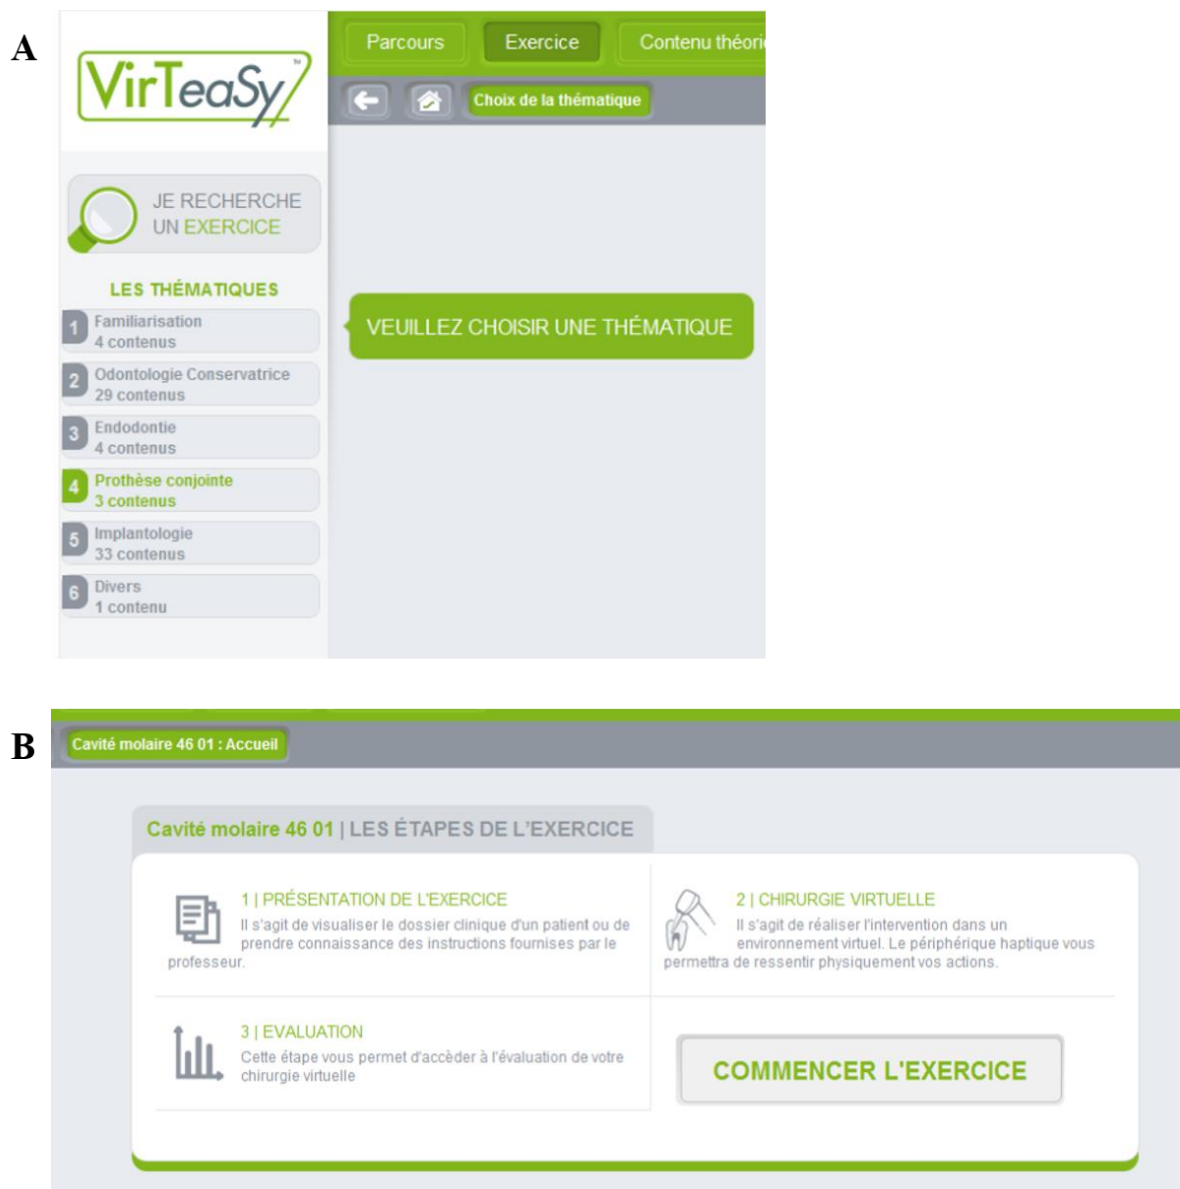 A
Parcours
Exercice
Contenu théori
VirTeaSy™
Choix de la thématique
JE RECHERCHE
UN EXERCICE
LES THÉMATIQUES
1 Familiarisation
4 contenus
2 Odontologie Conservatrice
29 contenus
3 Endodontie
4 contenus
4 Prothèse conjointe
3 contenus
5 Implantologie
33 contenus
6 Divers
1 contenu
VEUILLEZ CHOISIR UNE THÉMATIQUE
B
Cavité molaire 46 01 : Accueil
Cavité molaire 46 01 | LES ÉTAPES DE L'EXERCICE
1 | PRÉSENTATION DE L'EXERCICE
Il s'agit de visualiser le dossier clinique d'un patient ou de
prendre connaissance des instructions fournises par le
professeur.
2 | CHIRURGIE VIRTUELLE
Il s'agit de réaliser l'intervention dans un
environnement virtuel. Le périphérique haptique vous
permettra de ressentir physiquement vos actions.
3 | EVALUATION
Cette étape vous permet d'accèder à l'évaluation de votre
chirurgie virtuelle
COMMENCER L'EXERCICE